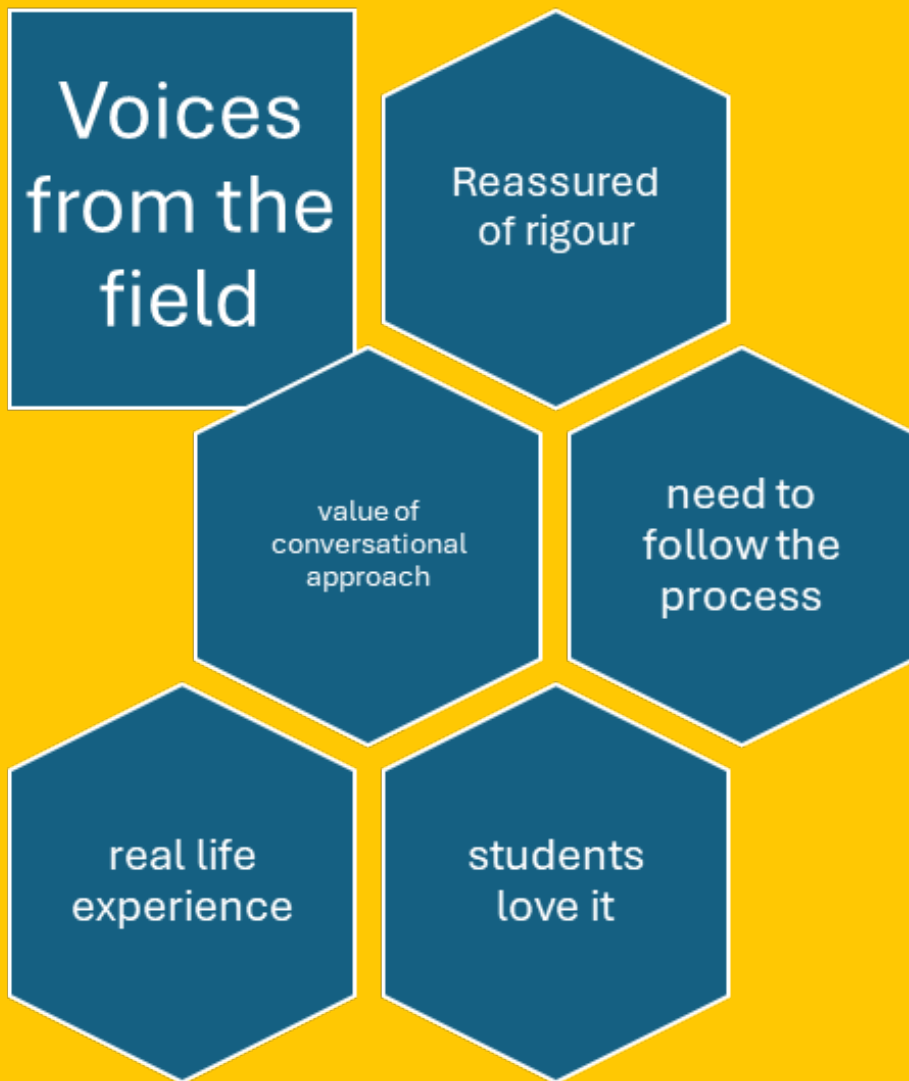 Voices
from the
field
Reassured
of rigour
value of
conversational
approach
need to
follow the
process
real life
experience
students
love it